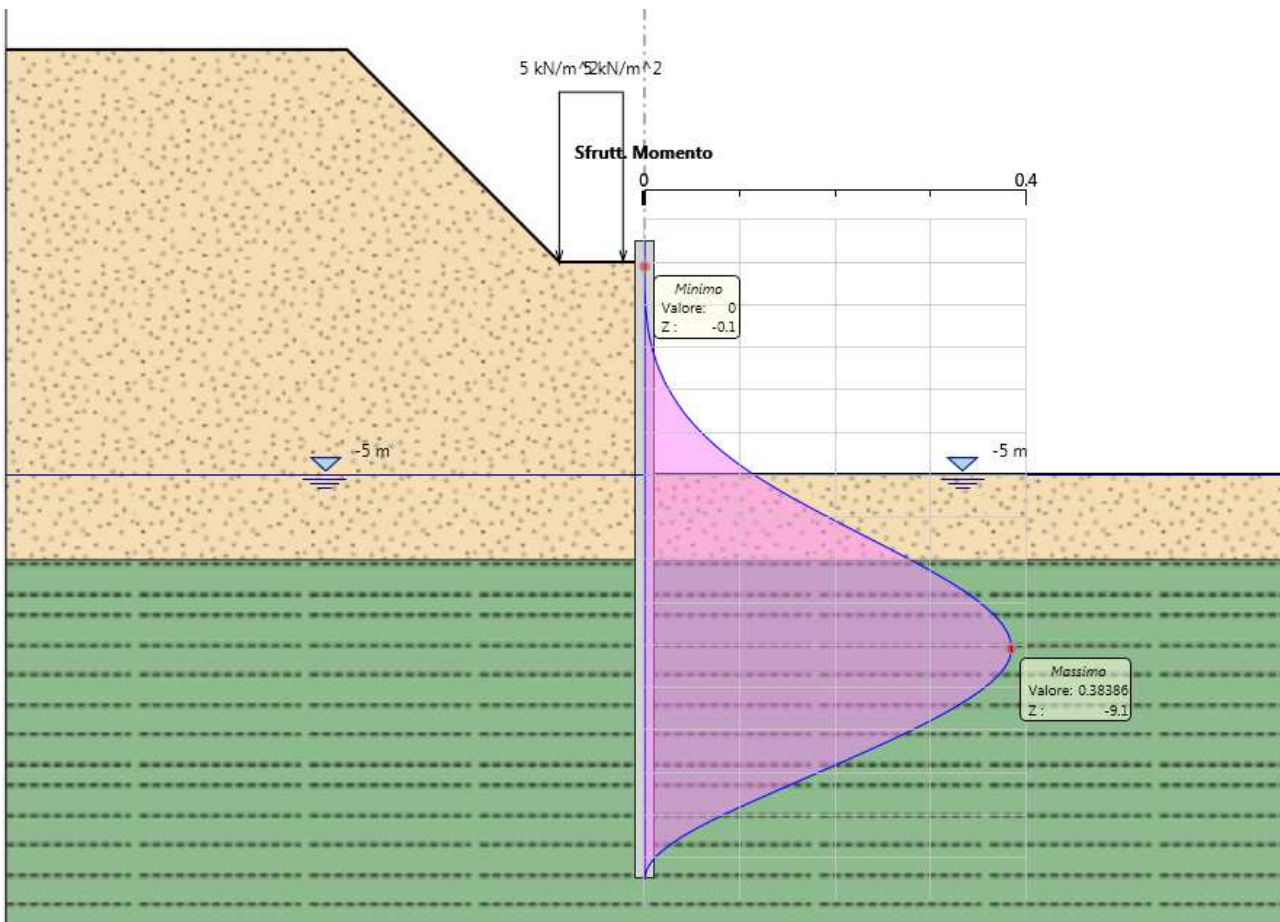 5 kN/m^2
5 kN/m^2
Sfrutt. Momento
0
0.4
Minimo
Valore: 0
Z : -0.1
-5 m
-5 m
Massimo
Valore: 0.38386
Z : -9.1